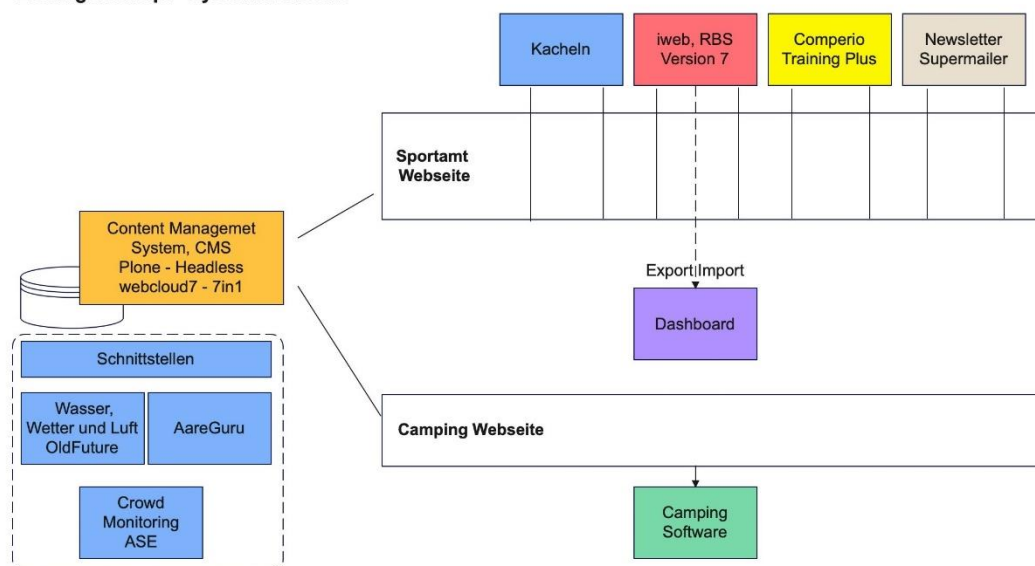 Kacheln
iweb, RBS
Version 7
Comperio
Training Plus
Newsletter
Supermailer
Sportamt
Webseite
Content Managemet
System, CMS
Plone - Headless
webcloud7 - 7in1
Export Import
Dashboard
Schnittstellen
Wasser,
Wetter und Luft
OldFuture
AareGuru
Camping Webseite
Crowd
Monitoring
ASE
Camping
Software